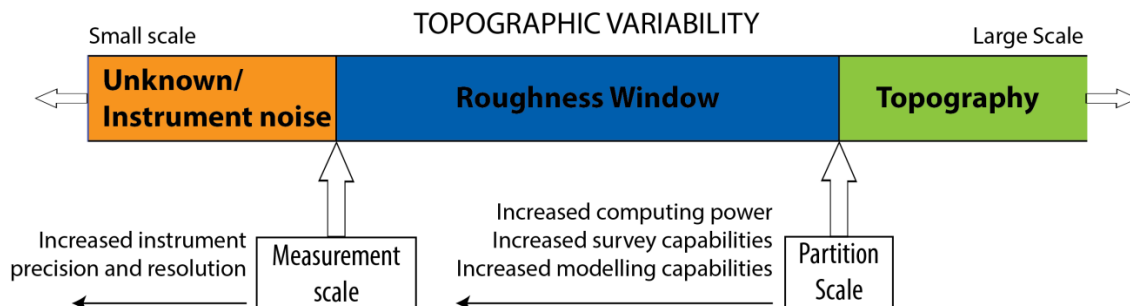 TOPOGRAPHIC VARIABILITY
Small scale
Large Scale
Unknown/
Instrument noise
Roughness Window
Topography
Increased instrument
precision and resolution
Measurement
scale
Increased computing power
Increased survey capabilities
Increased modelling capabilities
Partition
Scale